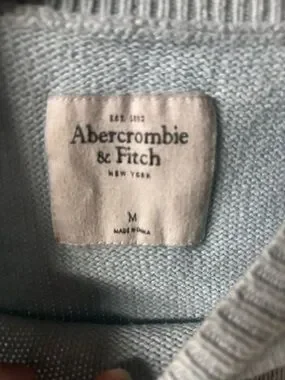 EST. 1892
Abercrombie
& Fitch
NEW YORK
M
MADE IN CHINA